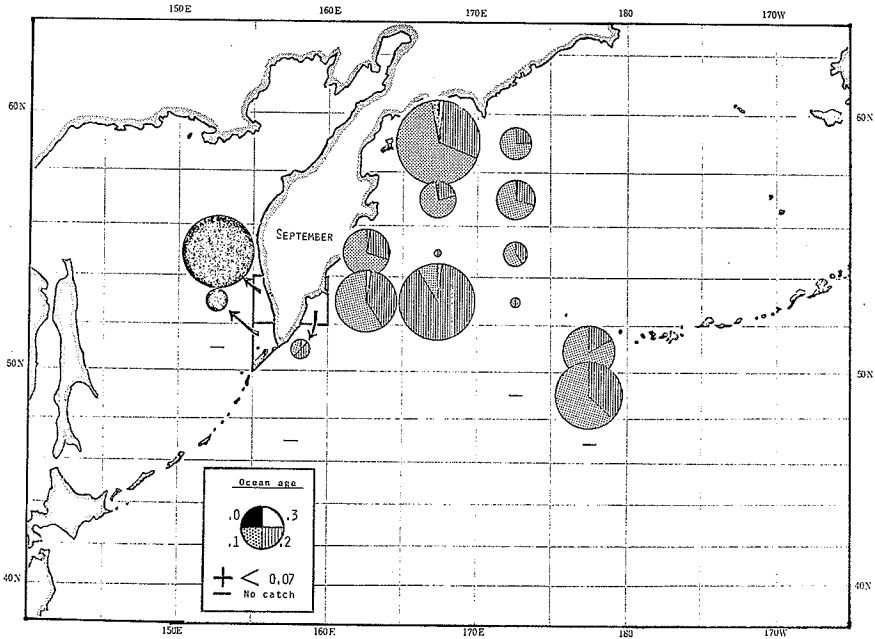 150E 160E 170E 180 170W
60N 60N
SEPTEMBER
50N 50N
Ocean age
.0 .3
.1 .2
+ < 0.07
— No catch
40N 40N
150E 160E 170E 180 170W